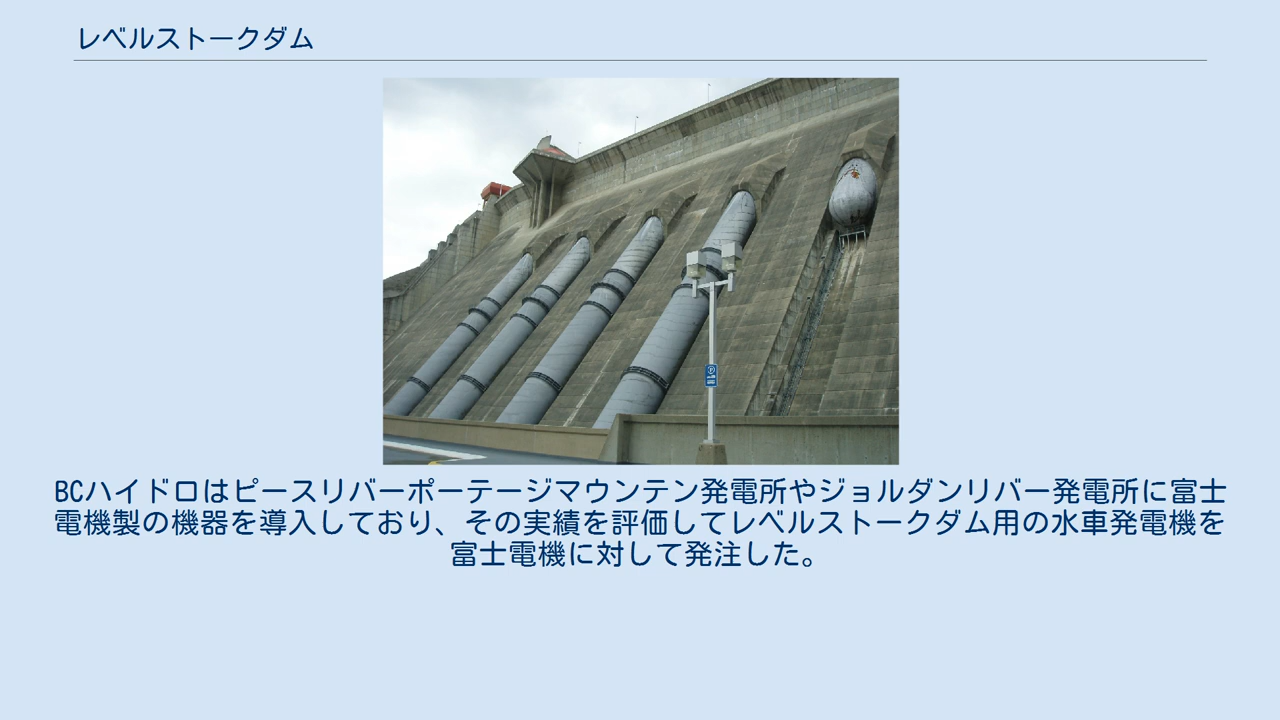 レベルストークダム
BCハイドロはピースリバーポーテージマウンテン発電所やジョルダンリバー発電所に富士
電機製の機器を導入しており、その実績を評価してレベルストークダム用の水車発電機を
富士電機に対して発注した。